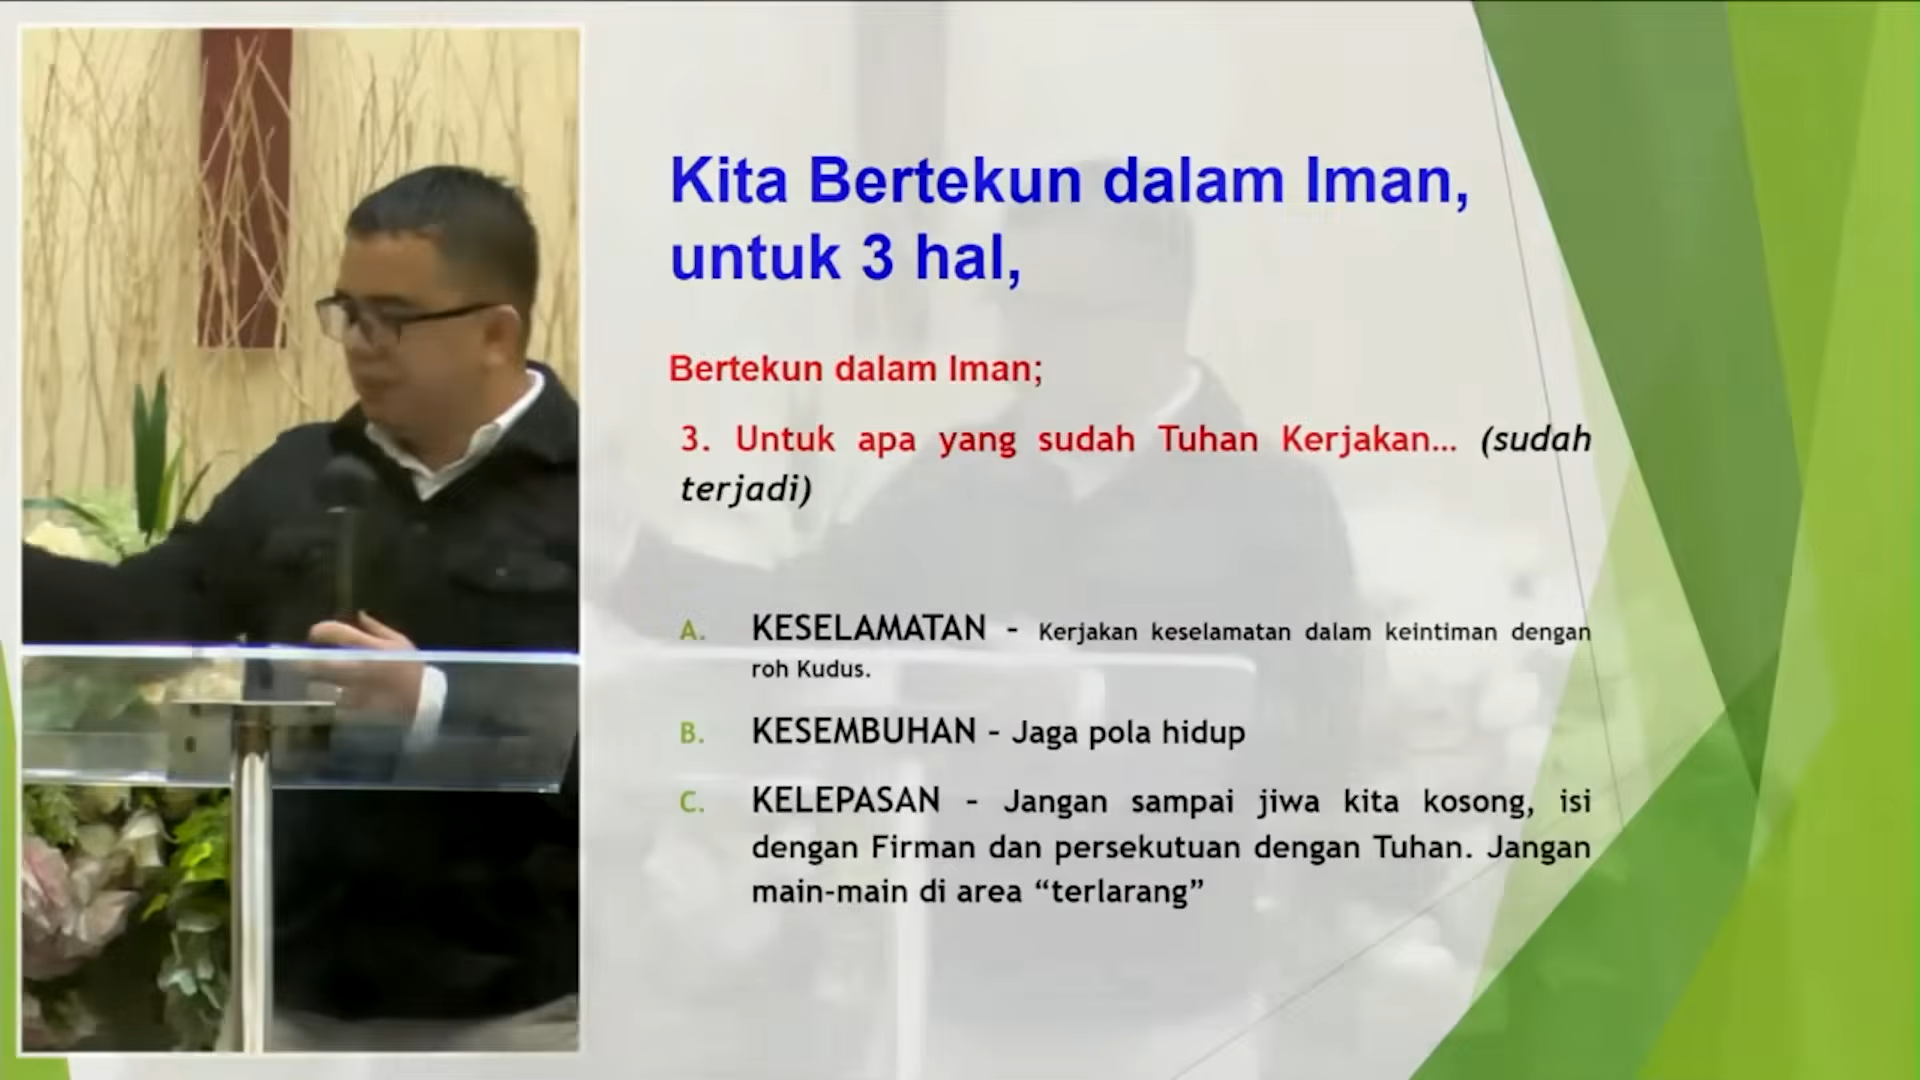 Kita Bertekun dalam Iman,
untuk 3 hal,
Bertekun dalam Iman;
3. Untuk apa yang sudah Tuhan Kerjakan... (sudah
terjadi)
A. KESELAMATAN - Kerjakan keselamatan dalam keintiman dengan
roh Kudus.
B. KESEMBUHAN - Jaga pola hidup
C. KELEPASAN - Jangan sampai jiwa kita kosong, isi
dengan Firman dan persekutuan dengan Tuhan. Jangan
main-main di area “terlarang”